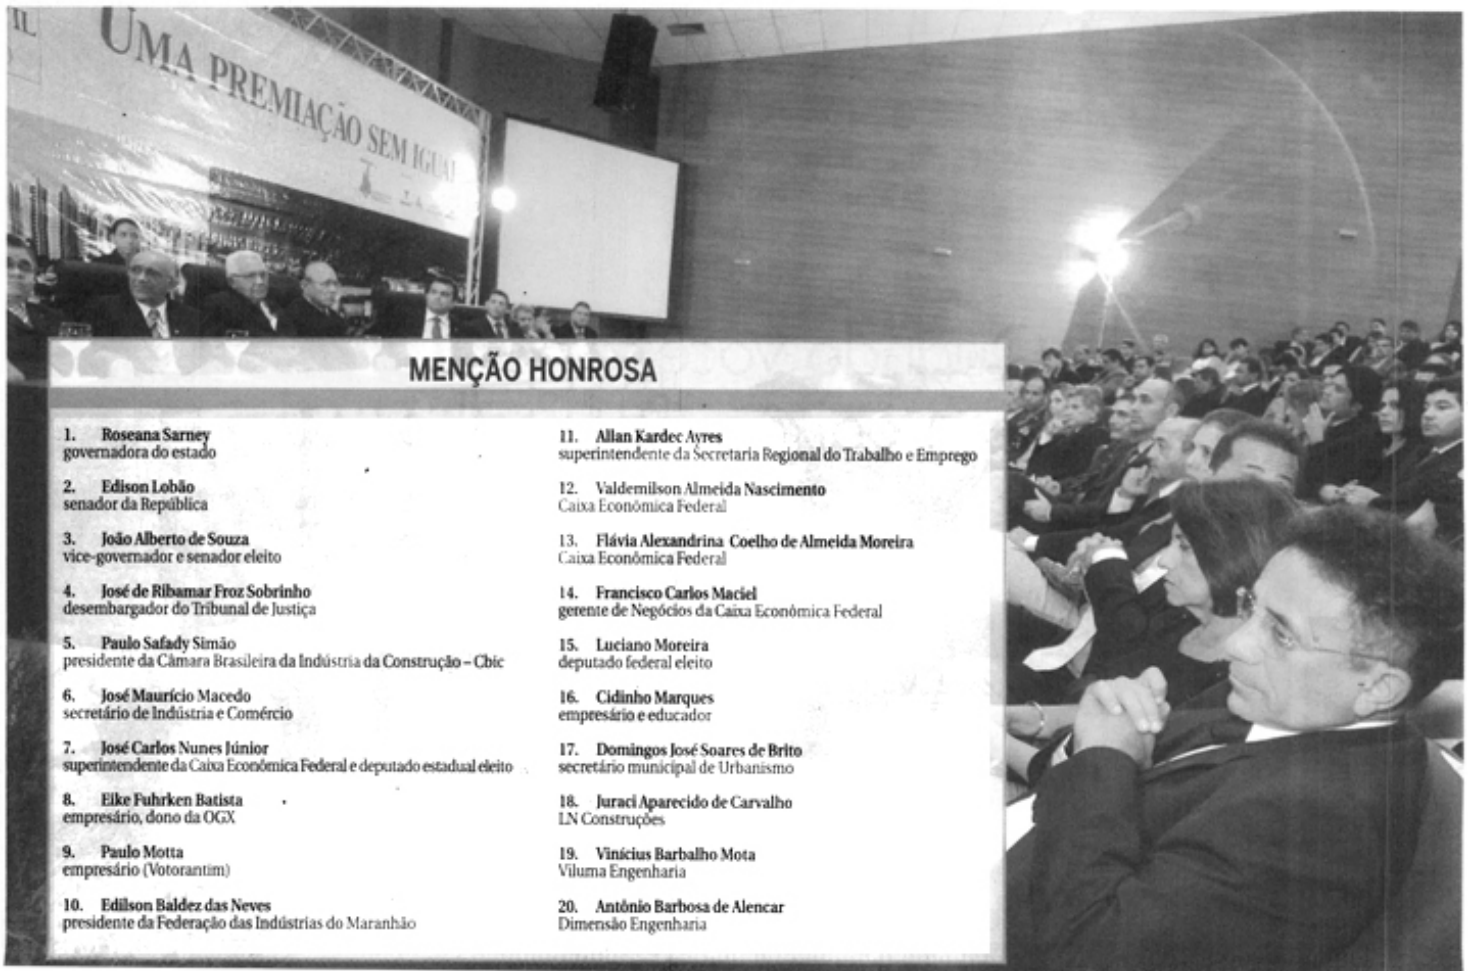 IL
UMA PREMIAÇÃO SEM IGUAL
MENÇÃO HONROSA
1. Roseana Sarney
governadora do estado
2. Edison Lobão
senador da República
3. João Alberto de Souza
vice-governador e senador eleito
4. José de Ribamar Froz Sobrinho
desembargador do Tribunal de Justiça
5. Paulo Safady Simão
presidente da Câmara Brasileira da Indústria da Construção – Cbic
6. José Maurício Macedo
secretário de Indústria e Comércio
7. José Carlos Nunes Júnior
superintendente da Caixa Econômica Federal e deputado estadual eleito
8. Eike Fuhrken Batista
empresário, dono da OGX
9. Paulo Motta
empresário (Votorantim)
10. Edilson Baldez das Neves
presidente da Federação das Indústrias do Maranhão
11. Allan Kardec Ayres
superintendente da Secretaria Regional do Trabalho e Emprego
12. Valdemilson Almeida Nascimento
Caixa Econômica Federal
13. Flávia Alexandrina Coelho de Almeida Moreira
Caixa Econômica Federal
14. Francisco Carlos Maciel
gerente de Negócios da Caixa Econômica Federal
15. Luciano Moreira
deputado federal eleito
16. Cidinho Marques
empresário e educador
17. Domingos José Soares de Brito
secretário municipal de Urbanismo
18. Juraci Aparecido de Carvalho
LN Construções
19. Vinícius Barbalho Mota
Viluma Engenharia
20. Antônio Barbosa de Alencar
Dimensão Engenharia